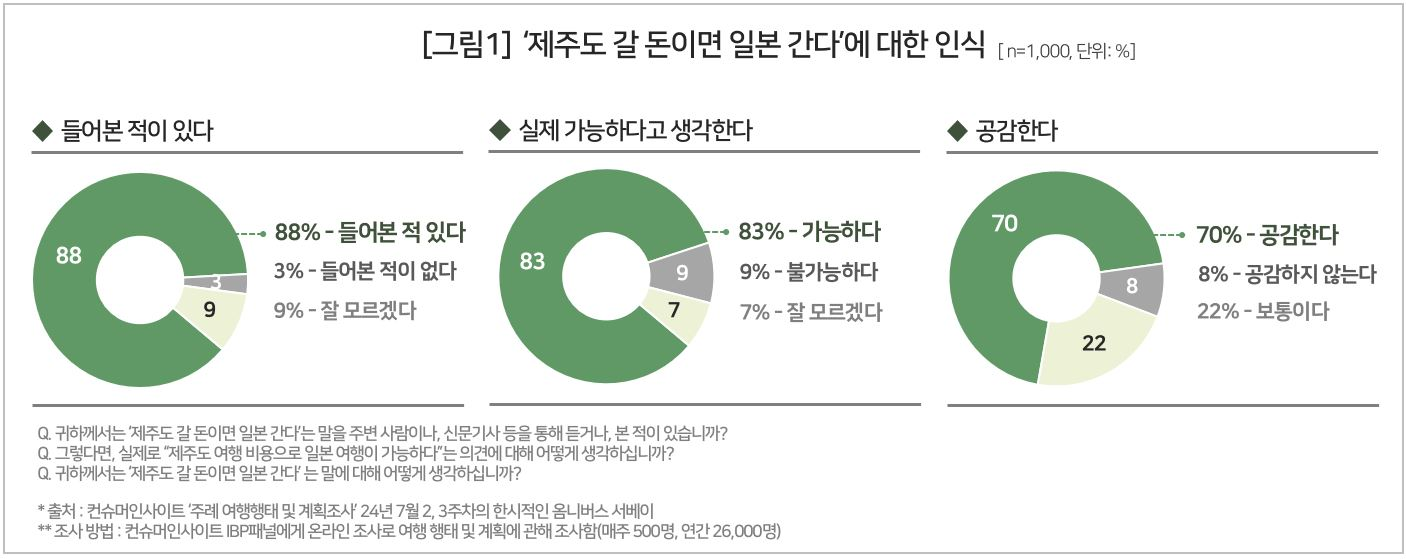 [그림1] ‘제주도 갈 돈이면 일본 간다’에 대한 인식 [ n=1,000, 단위: %]
◆ 들어본 적이 있다
88
3
9
88% - 들어본 적 있다
3% - 들어본 적이 없다
9% - 잘 모르겠다
◆ 실제 가능하다고 생각한다
83
9
7
83% - 가능하다
9% - 불가능하다
7% - 잘 모르겠다
◆ 공감한다
70
8
22
70% - 공감한다
8% - 공감하지 않는다
22% - 보통이다
Q. 귀하께서는 ‘제주도 갈 돈이면 일본 간다’는 말을 주변 사람이나, 신문기사 등을 통해 듣거나, 본 적이 있습니까?
Q. 그렇다면, 실제로 “제주도 여행 비용으로 일본 여행이 가능하다”는 의견에 대해 어떻게 생각하십니까?
Q. 귀하께서는 ‘제주도 갈 돈이면 일본 간다’ 는 말에 대해 어떻게 생각하십니까?
* 출처 : 컨슈머인사이트 ‘주례 여행행태 및 계획조사’ 24년 7월 2, 3주차의 한시적인 옴니버스 서베이
** 조사 방법 : 컨슈머인사이트 IBP패널에게 온라인 조사로 여행 행태 및 계획에 관해 조사함(매주 500명, 연간 26,000명)